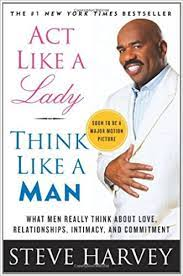 THE #1 NEW YORK TIMES BESTSELLER
ACT LIKE A
LADY
THINK LIKE
A MAN
SOON TO BE
A MAJOR MOTION
PICTURE
WHAT MEN REALLY THINK ABOUT LOVE,
RELATIONSHIPS, INTIMACY, AND COMMITMENT
STEVE HARVEY